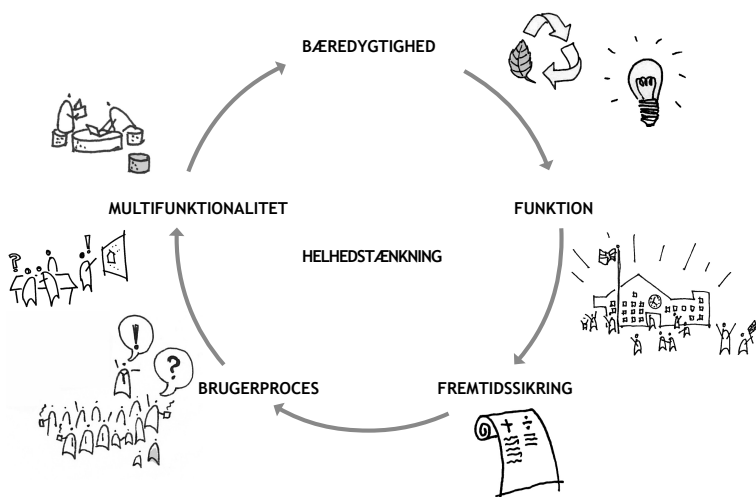 BÆREDYGTIGHED
MULTIFUNKTIONALITET
FUNKTION
HELHEDSTÆNKNING
?
!
!
?
BRUGERPROCES
FREMTIDSSIKRING
+ ÷